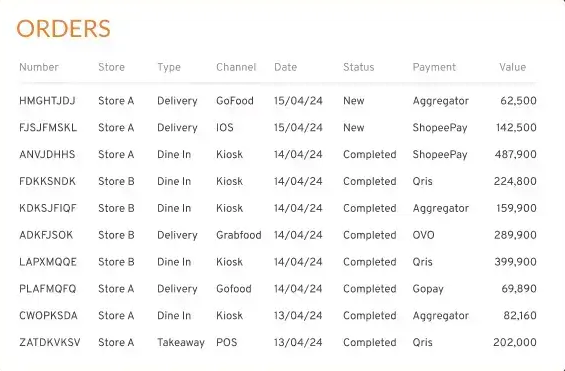 ORDERS
Number Store Type Channel Date Status Payment Value
HMGHTJDJ Store A Delivery GoFood 15/04/24 New Aggregator 62,500
FJSJFMSKL Store A Delivery IOS 15/04/24 New ShopeePay 142,500
ANVJDHHS Store A Dine In Kiosk 14/04/24 Completed ShopeePay 487,900
FDKKSNDK Store B Dine In Kiosk 14/04/24 Completed Qris 224,800
KDKSJFIQF Store B Dine In Kiosk 14/04/24 Completed Aggregator 159,900
ADKFJSOK Store B Delivery Grabfood 14/04/24 Completed OVO 289,900
LAPXMQQE Store B Dine In Kiosk 14/04/24 Completed Qris 399,900
PLAFMQFQ Store A Delivery Gofood 14/04/24 Completed Gopay 69,890
CWOPKSDA Store A Dine In Kiosk 13/04/24 Completed Aggregator 82,160
ZATDKVKSV Store A Takeaway POS 13/04/24 Completed Qris 202,000